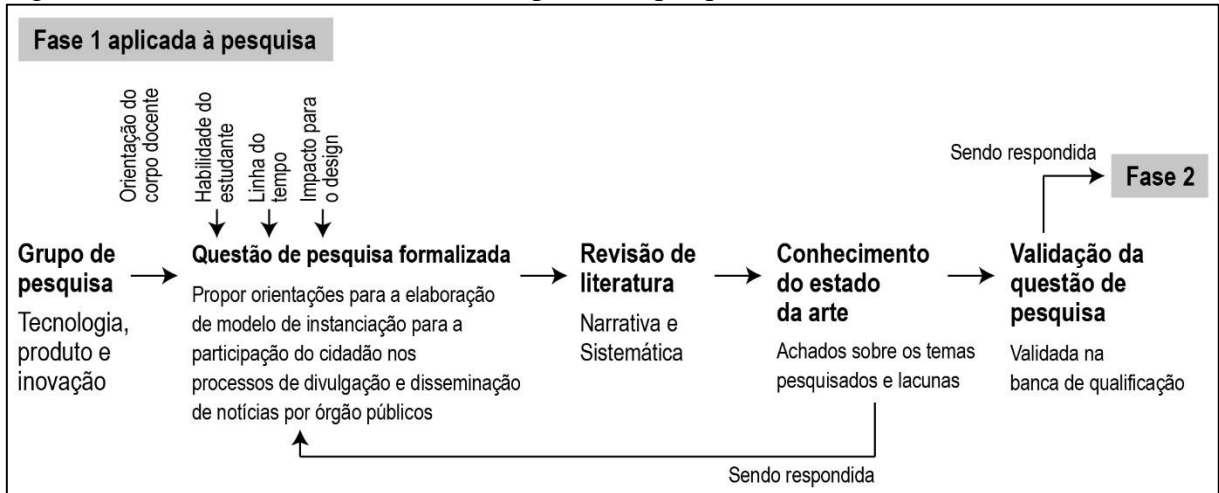 Fase 1 aplicada à pesquisa
Orientação do
corpo docente
Habilidade do
estudante
Linha do
tempo
Impacto para
o design
Sendo respondida
Fase 2
Grupo de
pesquisa
Tecnologia,
produto e
inovação
Questão de pesquisa formalizada
Propor orientações para a elaboração
de modelo de instanciação para a
participação do cidadão nos
processos de divulgação e disseminação
de notícias por órgão públicos
Revisão de
literatura
Narrativa e
Sistemática
Conhecimento
do estado
da arte
Achados sobre os temas
pesquisados e lacunas
Validação da
questão de
pesquisa
Validada na
banca de qualificação
Sendo respondida